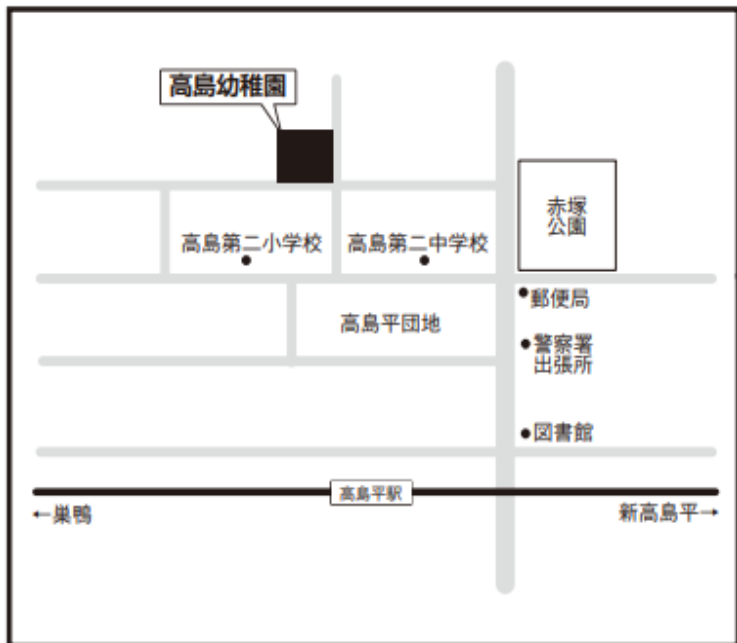 高島幼稚園
赤塚
公園
高島第二小学校
高島第二中学校
郵便局
高島平団地
警察署
出張所
図書館
高島平駅
←巣鴨
新高島平→